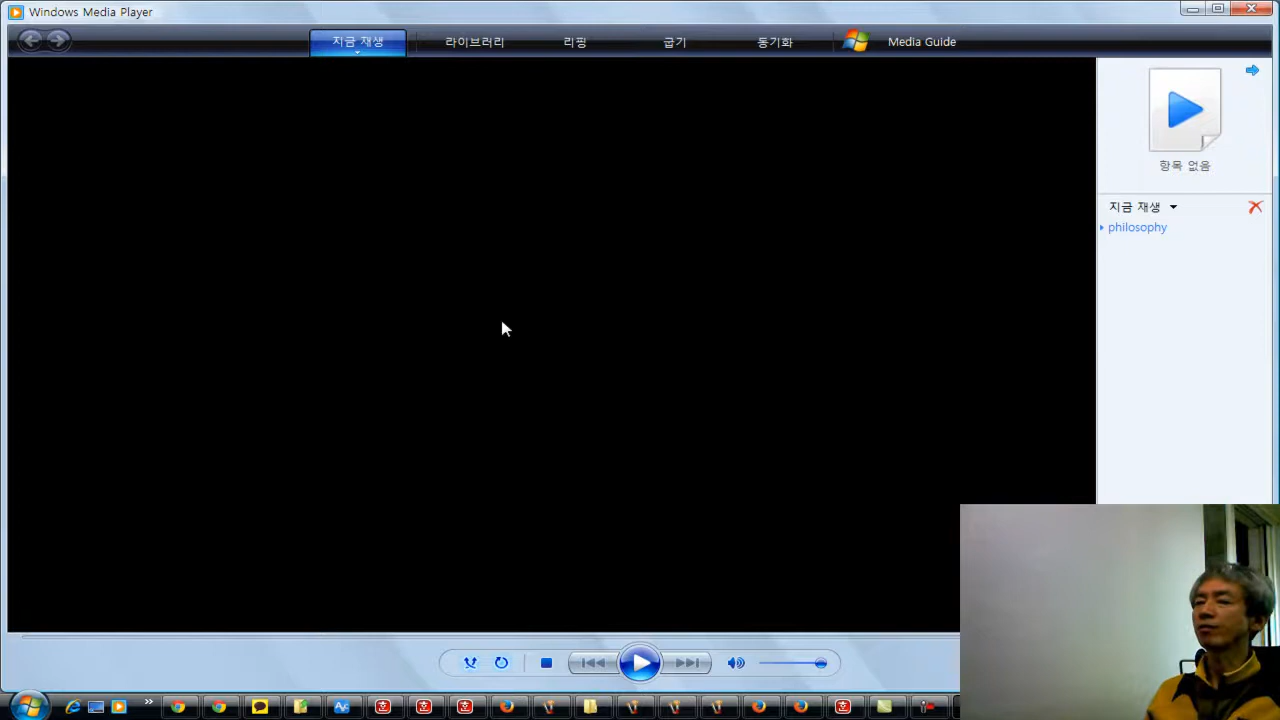 Windows Media Player
지금 재생
라이브러리
리핑
굽기
동기화
Media Guide
항목 없음
지금 재생
philosophy